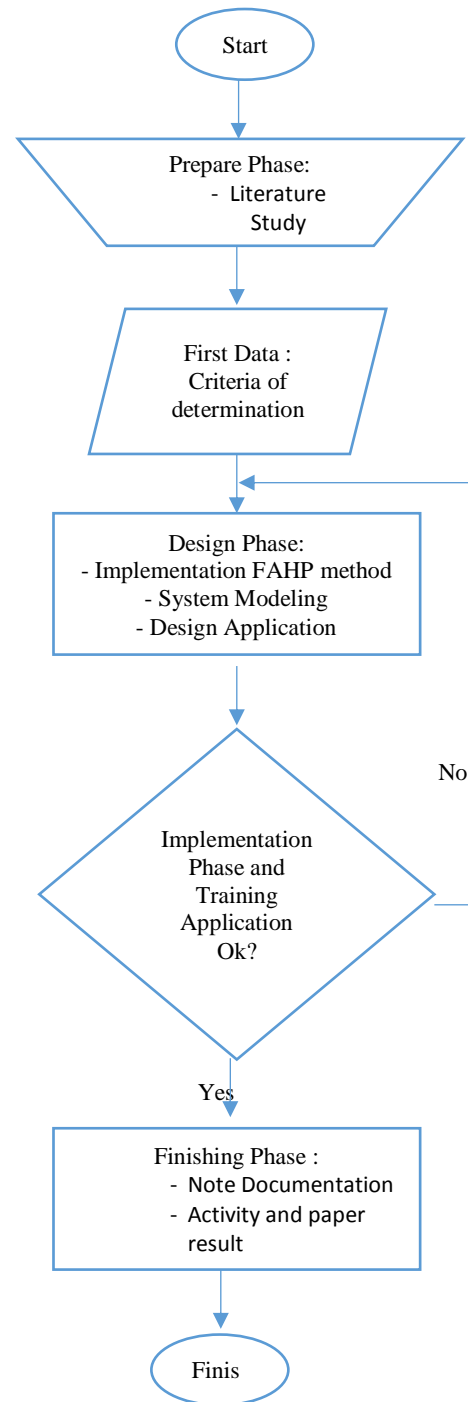 Start
Prepare Phase:
- Literature
Study
First Data :
Criteria of
determination
Design Phase:
- Implementation FAHP method
- System Modeling
- Design Application
No
Implementation
Phase and
Training
Application
Ok?
Yes
Finishing Phase :
- Note Documentation
- Activity and paper
result
Finis